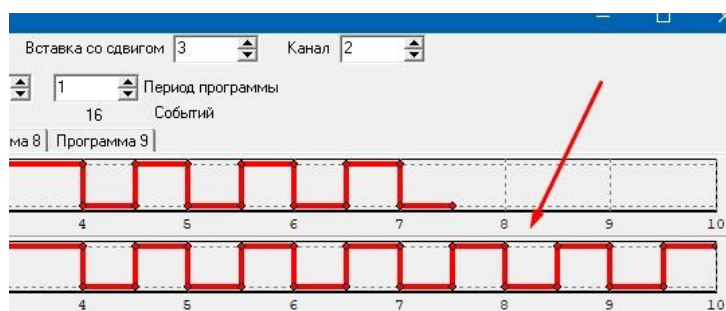 Вставка со сдвигом 3 Канал 2
1 Период программы
16 Событий
ма 8 Программа 9
4 5 6 7 8 9 10
4 5 6 7 8 9 10